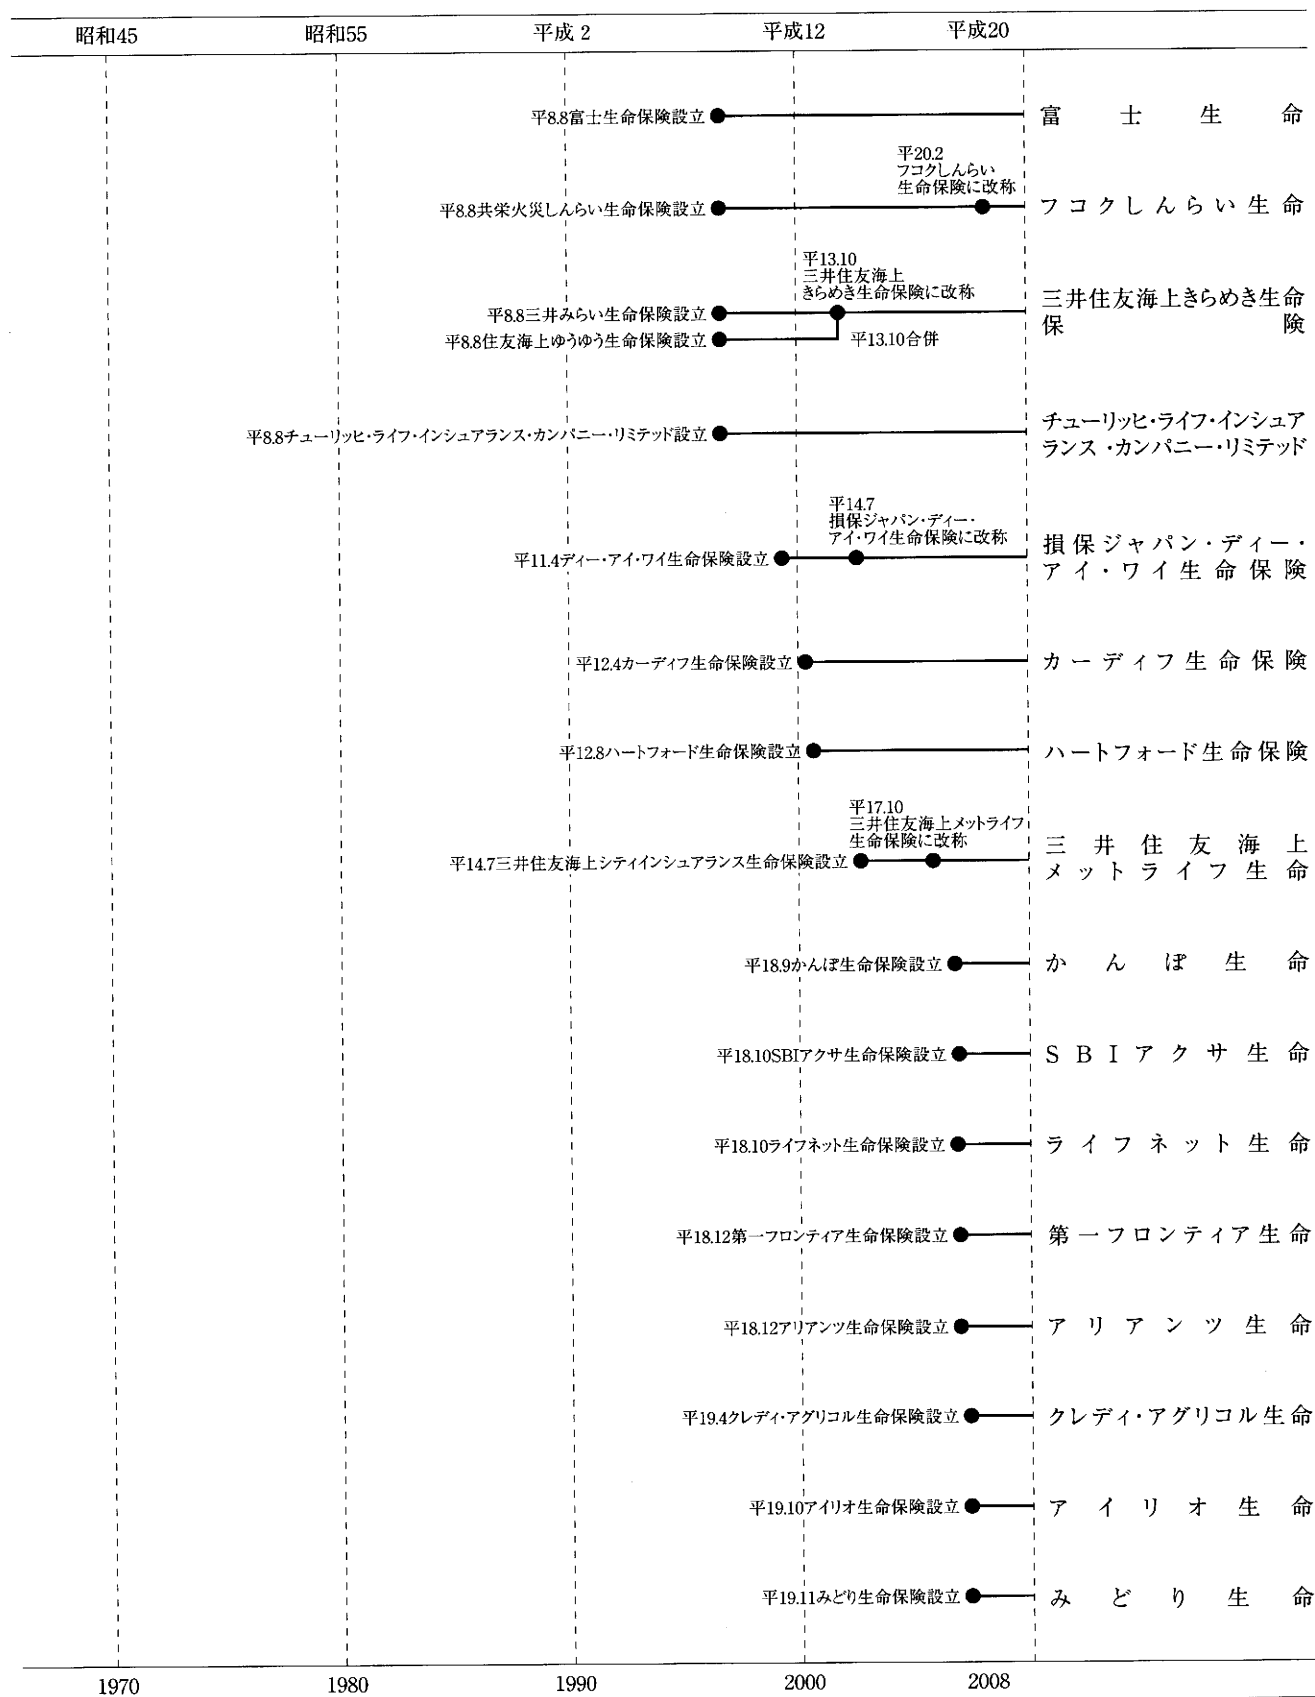 昭和45 昭和55 平成2 平成12 平成20
平8.8富士生命保険設立 富士生命
平20.2
フコクしんらい
生命保険に改称
平8.8共栄火災しんらい生命保険設立 フコクしんらい生命
平13.10
三井住友海上
きらめき生命保険に改称
平8.8三井みらい生命保険設立
平8.8住友海上ゆうゆう生命保険設立 平13.10合併
三井住友海上きらめき生命
保険
平8.8チューリッヒ・ライフ・インシュアランス・カンパニー・リミテッド設立
チューリッヒ・ライフ・インシュア
ランス・カンパニー・リミテッド
平14.7
損保ジャパン・ディー・
アイ・ワイ生命保険に改称
平11.4ディー・アイ・ワイ生命保険設立
損保ジャパン・ディー・
アイ・ワイ生命保険
平12.4カーディフ生命保険設立 カーディフ生命保険
平12.8ハートフォード生命保険設立 ハートフォード生命保険
平17.10
三井住友海上メットライフ
生命保険に改称
平14.7三井住友海上シティインシュアランス生命保険設立
三井住友海上
メットライフ生命
平18.9かんぽ生命保険設立 かんぽ生命
平18.10SBIアクサ生命保険設立 SBIアクサ生命
平18.10ライフネット生命保険設立 ライフネット生命
平18.12第一フロンティア生命保険設立 第一フロンティア生命
平18.12アリアンツ生命保険設立 アリアンツ生命
平19.4クレディ・アグリコル生命保険設立 クレディ・アグリコル生命
平19.10アイリオ生命保険設立 アイリオ生命
平19.11みどり生命保険設立 みどり生命
1970 1980 1990 2000 2008